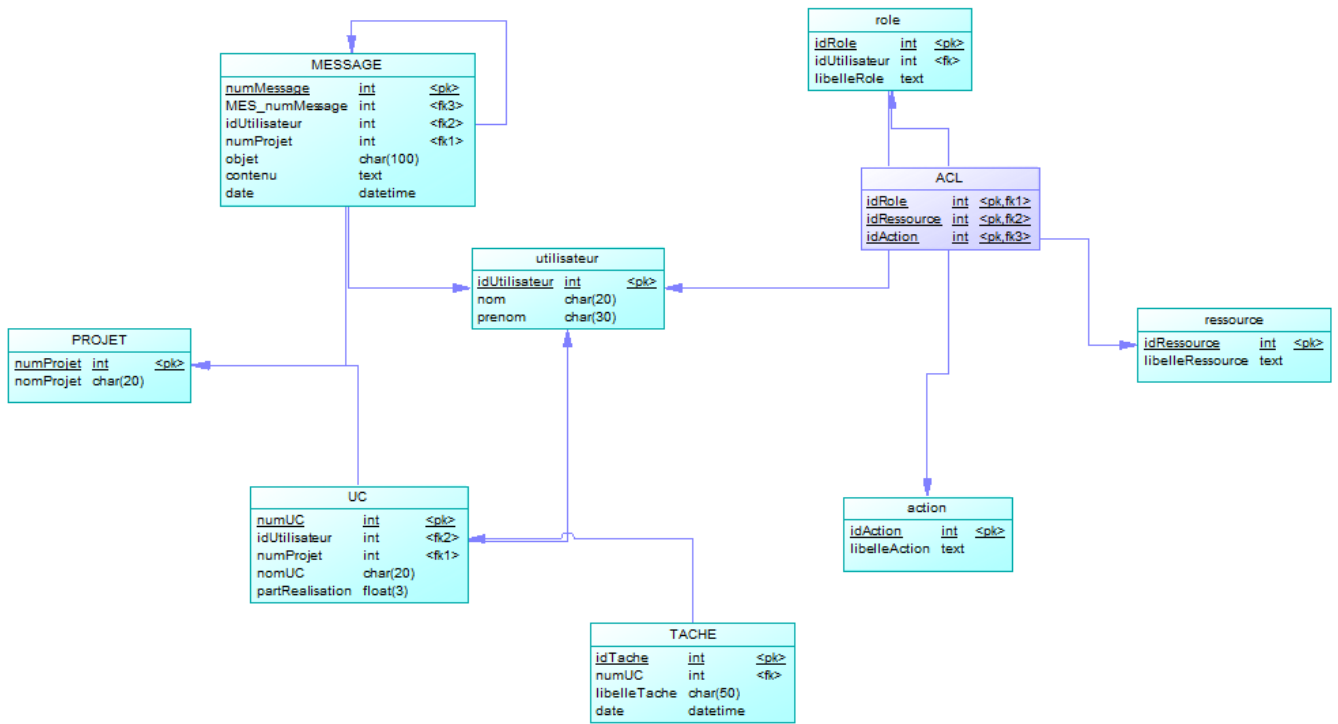 role
idRole int <pk>
idUtilisateur int <fk>
libelleRole text
MESSAGE
numMessage int <pk>
MES_numMessage int <fk3>
idUtilisateur int <fk2>
numProjet int <fk1>
objet char(100)
contenu text
date datetime
ACL
idRole int <pk,fk1>
idRessource int <pk,fk2>
idAction int <pk,fk3>
utilisateur
idUtilisateur int <pk>
nom char(20)
prenom char(30)
ressource
idRessource int <pk>
libelleRessource text
PROJET
numProjet int <pk>
nomProjet char(20)
UC
numUC int <pk>
idUtilisateur int <fk2>
numProjet int <fk1>
nomUC char(20)
partRealisation float(3)
action
idAction int <pk>
libelleAction text
TACHE
idTache int <pk>
numUC int <fk>
libelleTache char(50)
date datetime